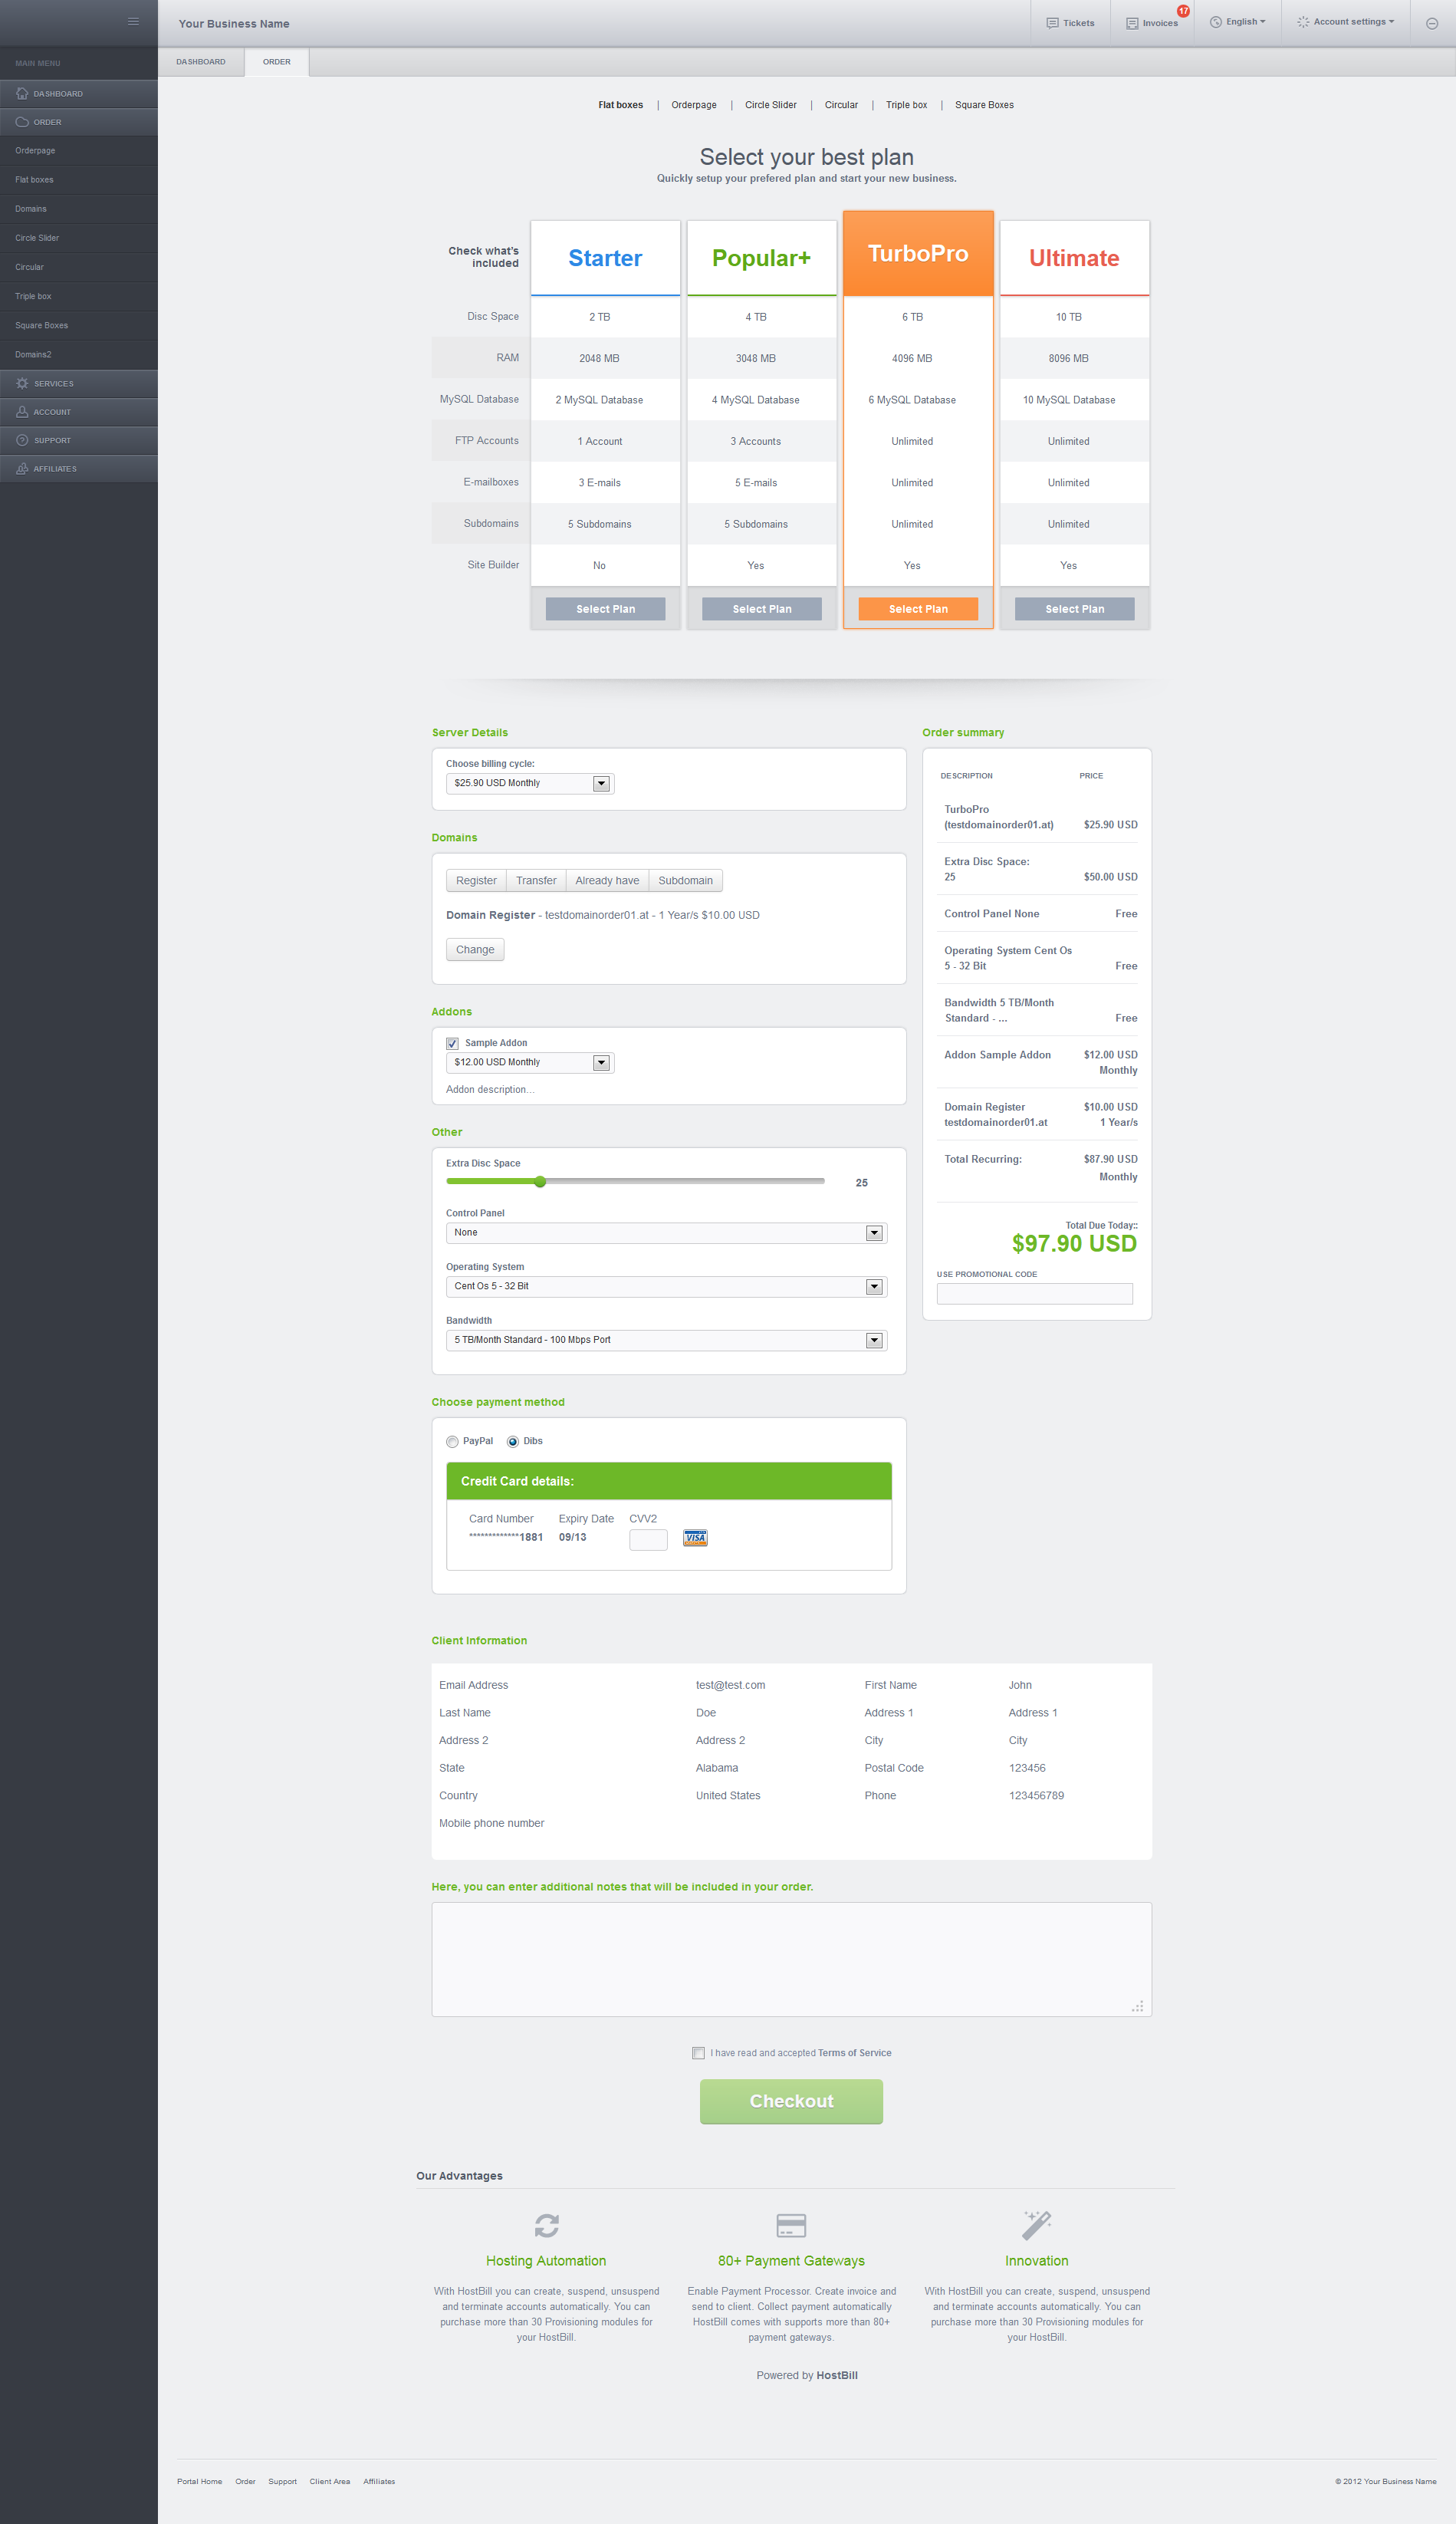 Your Business Name
Tickets
Invoices
17
English
Account settings
MAIN MENU
DASHBOARD
ORDER
Orderpage
Flat boxes
Domains
Circle Slider
Circular
Triple box
Square Boxes
Domains2
SERVICES
ACCOUNT
SUPPORT
AFFILIATES
DASHBOARD ORDER
Flat boxes | Orderpage | Circle Slider | Circular | Triple box | Square Boxes
Select your best plan
Quickly setup your prefered plan and start your new business.
Check what's
included
Starter Popular+ TurboPro Ultimate
Disc Space 2 TB 4 TB 6 TB 10 TB
RAM 2048 MB 3048 MB 4096 MB 8096 MB
MySQL Database 2 MySQL Database 4 MySQL Database 6 MySQL Database 10 MySQL Database
FTP Accounts 1 Account 3 Accounts Unlimited Unlimited
E-mailboxes 3 E-mails 5 E-mails Unlimited Unlimited
Subdomains 5 Subdomains 5 Subdomains Unlimited Unlimited
Site Builder No Yes Yes Yes
Select Plan Select Plan Select Plan Select Plan
Server Details
Choose billing cycle:
$25.90 USD Monthly
Domains
Register Transfer Already have Subdomain
Domain Register - testdomainorder01.at - 1 Year/s $10.00 USD
Change
Addons
Sample Addon
$12.00 USD Monthly
Addon description...
Other
Extra Disc Space
25
Control Panel
None
Operating System
Cent Os 5 - 32 Bit
Bandwidth
5 TB/Month Standard - 100 Mbps Port
Choose payment method
PayPal Dibs
Credit Card details:
Card Number Expiry Date CVV2
*************1881 09/13 VISA
Order summary
DESCRIPTION PRICE
TurboPro
(testdomainorder01.at) $25.90 USD
Extra Disc Space:
25 $50.00 USD
Control Panel None Free
Operating System Cent Os
5 - 32 Bit Free
Bandwidth 5 TB/Month
Standard - ... Free
Addon Sample Addon $12.00 USD
Monthly
Domain Register $10.00 USD
testdomainorder01.at 1 Year/s
Total Recurring: $87.90 USD
Monthly
Total Due Today::
$97.90 USD
USE PROMOTIONAL CODE
Client Information
Email Address test@test.com First Name John
Last Name Doe Address 1 Address 1
Address 2 Address 2 City City
State Alabama Postal Code 123456
Country United States Phone 123456789
Mobile phone number
Here, you can enter additional notes that will be included in your order.
I have read and accepted Terms of Service
Checkout
Our Advantages
Hosting Automation
With HostBill you can create, suspend, unsuspend
and terminate accounts automatically. You can
purchase more than 30 Provisioning modules for
your HostBill.
80+ Payment Gateways
Enable Payment Processor. Create invoice and
send to client. Collect payment automatically
HostBill comes with supports more than 80+
payment gateways.
Innovation
With HostBill you can create, suspend, unsuspend
and terminate accounts automatically. You can
purchase more than 30 Provisioning modules for
your HostBill.
Powered by HostBill
Portal Home Order Support Client Area Affiliates
© 2012 Your Business Name